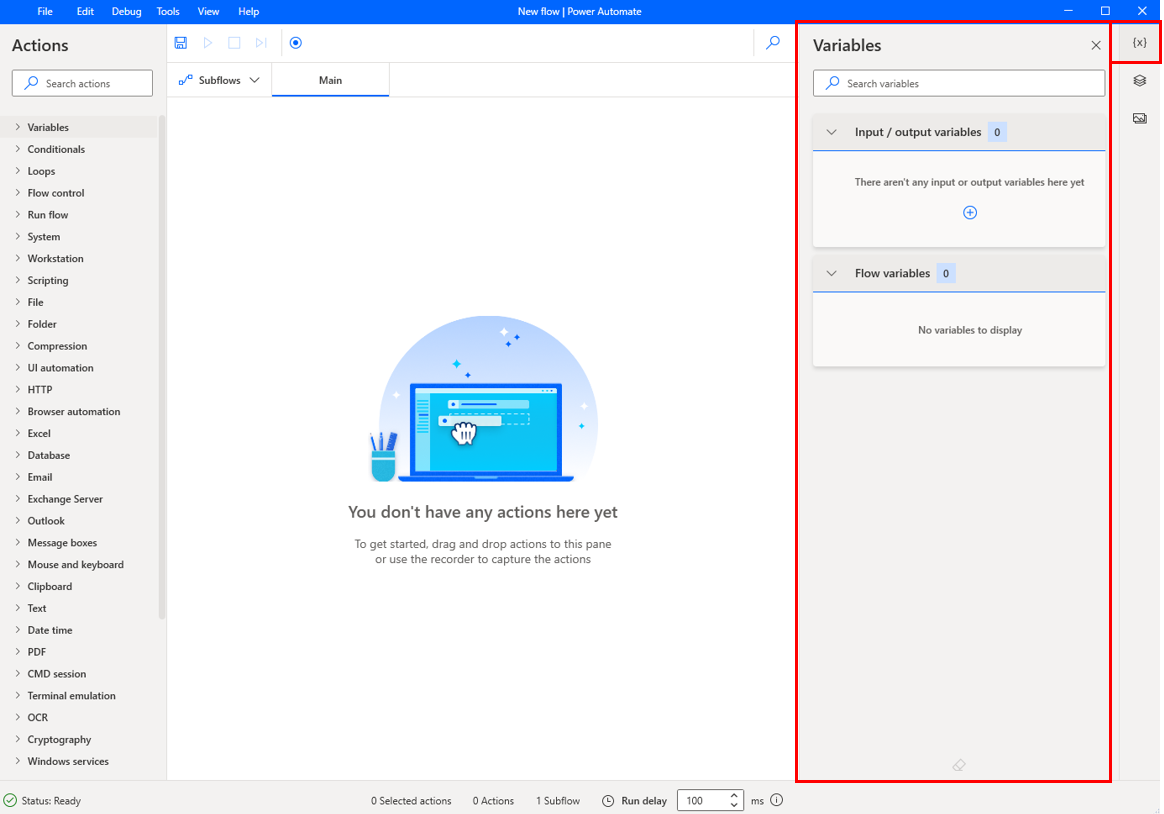 File Edit Debug Tools View Help New flow | Power Automate
Actions
Search actions
Variables
Conditionals
Loops
Flow control
Run flow
System
Workstation
Scripting
File
Folder
Compression
UI automation
HTTP
Browser automation
Excel
Database
Email
Exchange Server
Outlook
Message boxes
Mouse and keyboard
Clipboard
Text
Date time
PDF
CMD session
Terminal emulation
OCR
Cryptography
Windows services
Subflows Main
You don't have any actions here yet
To get started, drag and drop actions to this pane
or use the recorder to capture the actions
Variables
{x}
Search variables
Input / output variables 0
There aren't any input or output variables here yet
Flow variables 0
No variables to display
Status: Ready 0 Selected actions 0 Actions 1 Subflow Run delay 100 ms